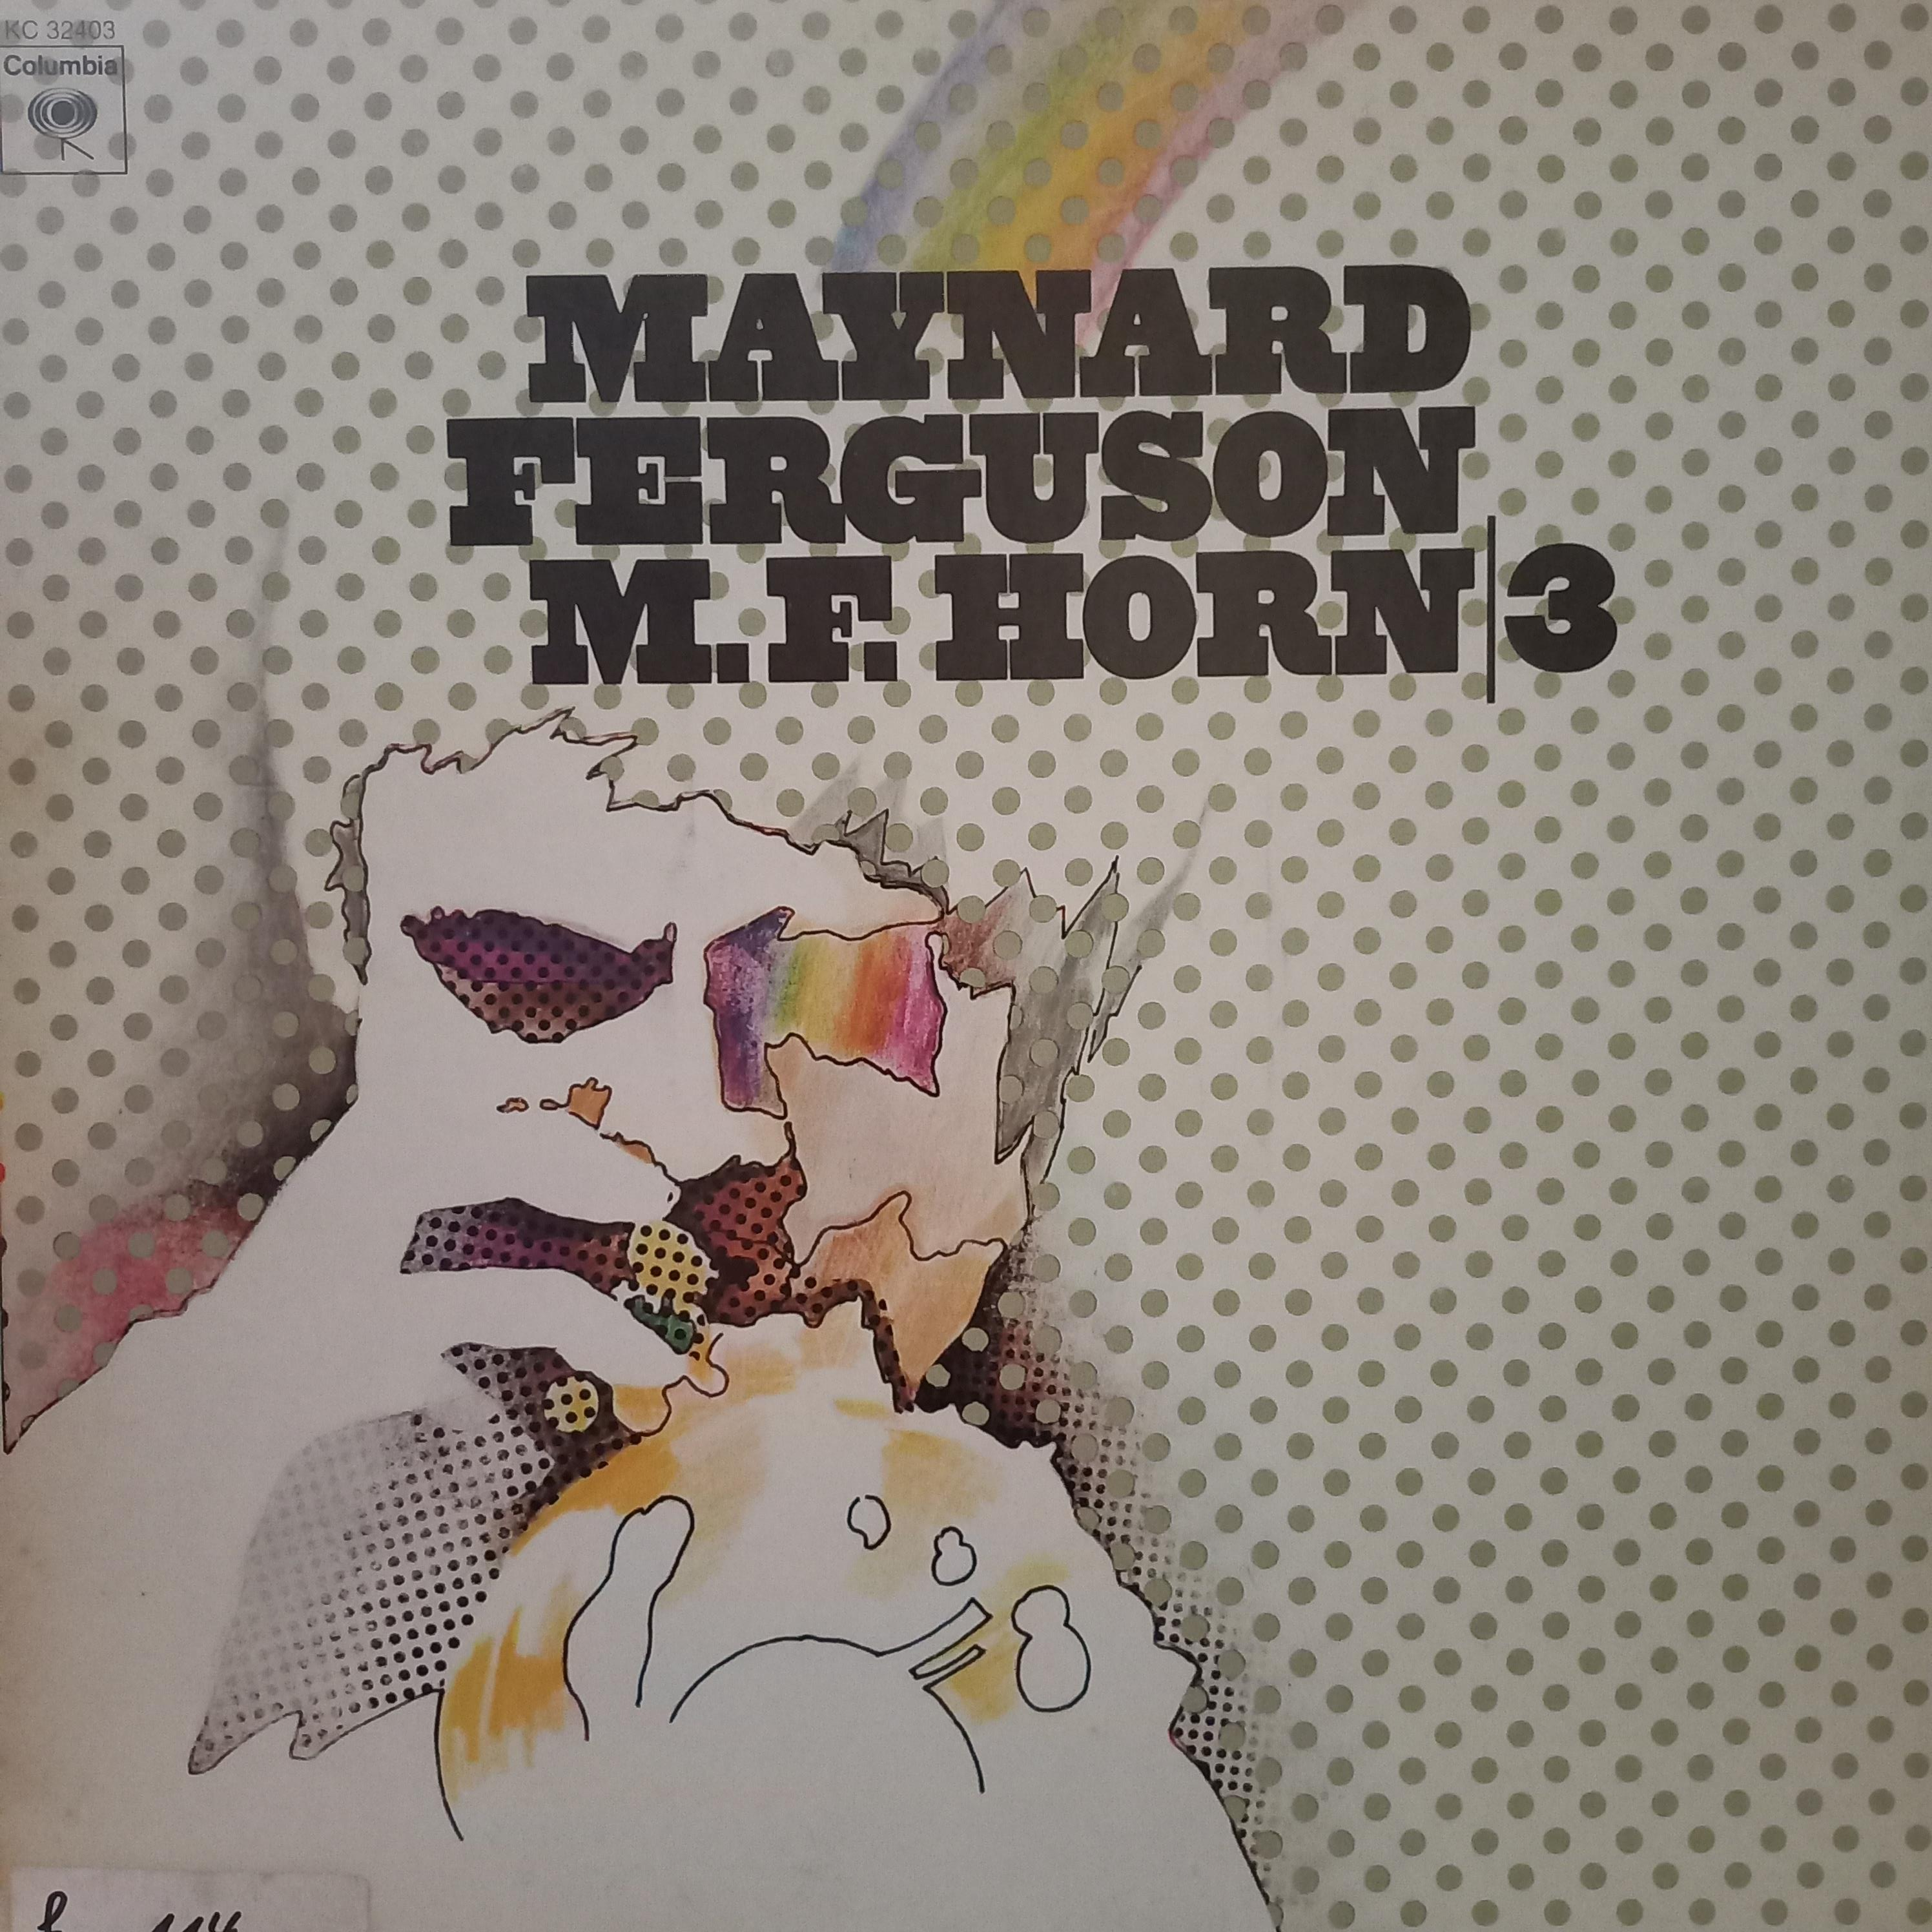 KC 32403
Columbia
MAYNARD
FERGUSON
M.F. HORN|3